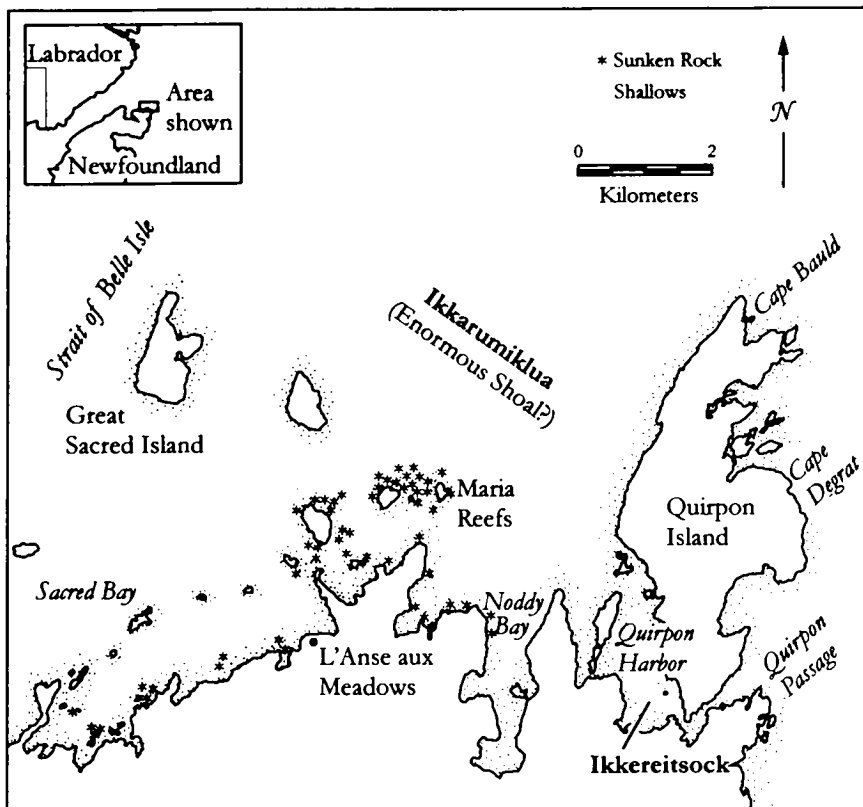 Labrador
Area
shown
Newfoundland
* Sunken Rock
Shallows
N
0 2
Kilometers
Strait of Belle Isle
Ikkarumiklua
(Enormous Shoal?)
Cape Bauld
Great
Sacred Island
Cape
Degrat
Maria
Reefs
Quirpon
Island
Sacred Bay
Noddy
Bay
Quirpon
Harbor
Quirpon
Passage
L'Anse aux
Meadows
Ikkereitsock